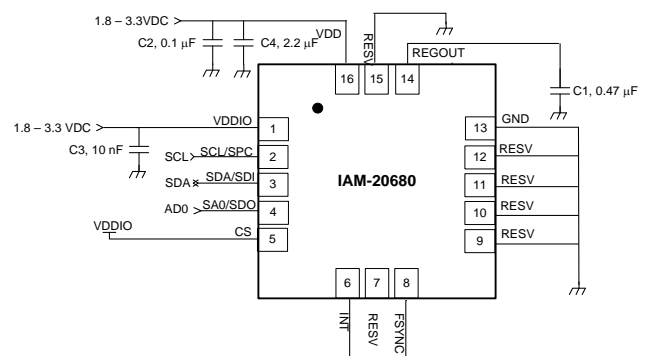 1.8 – 3.3VDC
C2, 0.1 μF
C4, 2.2 μF
VDD
RESV
REGOUT
C1, 0.47 μF
16
15
14
1.8 – 3.3 VDC
VDDIO
1
C3, 10 nF
SCL
SCL/SPC
2
SDA
SDA/SDI
3
AD0
SA0/SDO
4
VDDIO
CS
5
IAM-20680
13
GND
12
RESV
11
RESV
10
RESV
9
RESV
6
7
8
INT
RESV
FSYNC